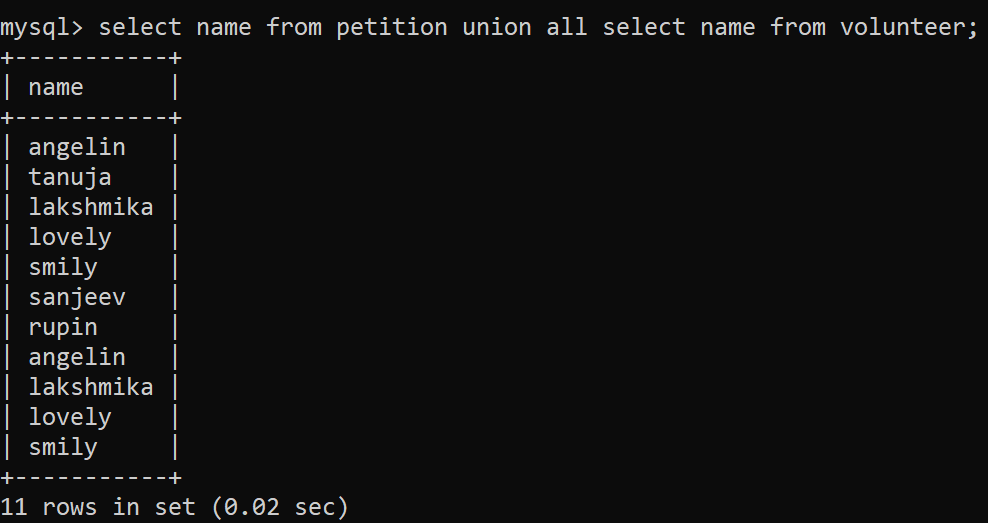 mysql> select name from petition union all select name from volunteer;
+-----------+
| name      |
+-----------+
| angelin   |
| tanuja    |
| lakshmika |
| lovely    |
| smily     |
| sanjeev   |
| rupin     |
| angelin   |
| lakshmika |
| lovely    |
| smily     |
+-----------+
11 rows in set (0.02 sec)